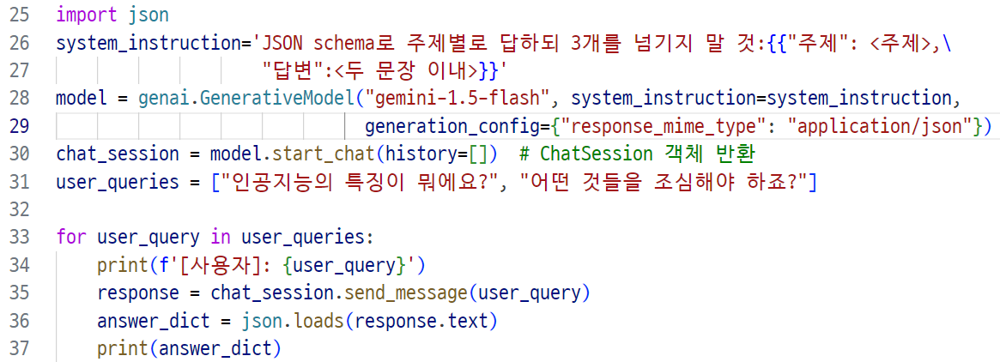 25 import json
26 system_instruction='JSON schema로 주제별로 답하되 3개를 넘기지 말 것:{{"주제": <주제>,\
27                     "답변":<두 문장 이내>}}'
28 model = genai.GenerativeModel("gemini-1.5-flash", system_instruction=system_instruction,
29                               generation_config={"response_mime_type": "application/json"})
30 chat_session = model.start_chat(history=[])  # ChatSession 객체 반환
31 user_queries = ["인공지능의 특징이 뭐에요?", "어떤 것들을 조심해야 하죠?"]
32
33 for user_query in user_queries:
34     print(f'[사용자]: {user_query}')
35     response = chat_session.send_message(user_query)
36     answer_dict = json.loads(response.text)
37     print(answer_dict)